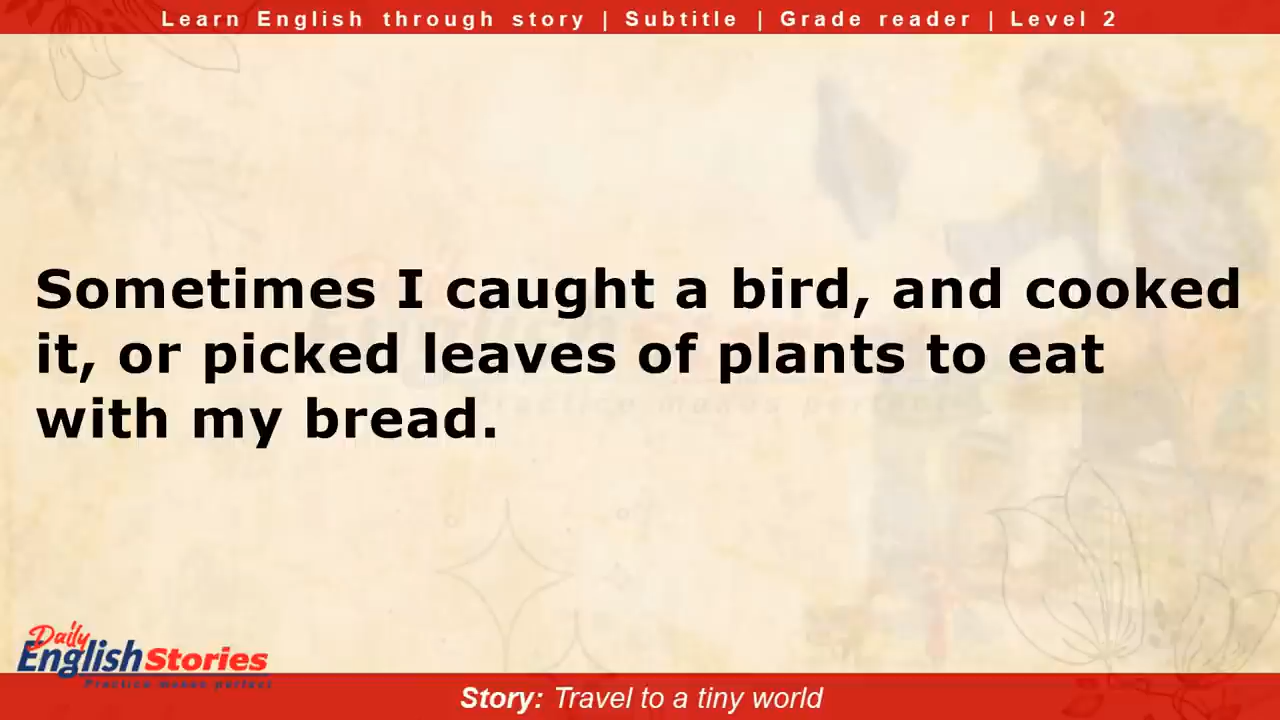 Learn English through story | Subtitle | Grade reader | Level 2
Sometimes I caught a bird, and cooked
it, or picked leaves of plants to eat
with my bread.
Daily
English Stories
Practice makes perfect
Story: Travel to a tiny world